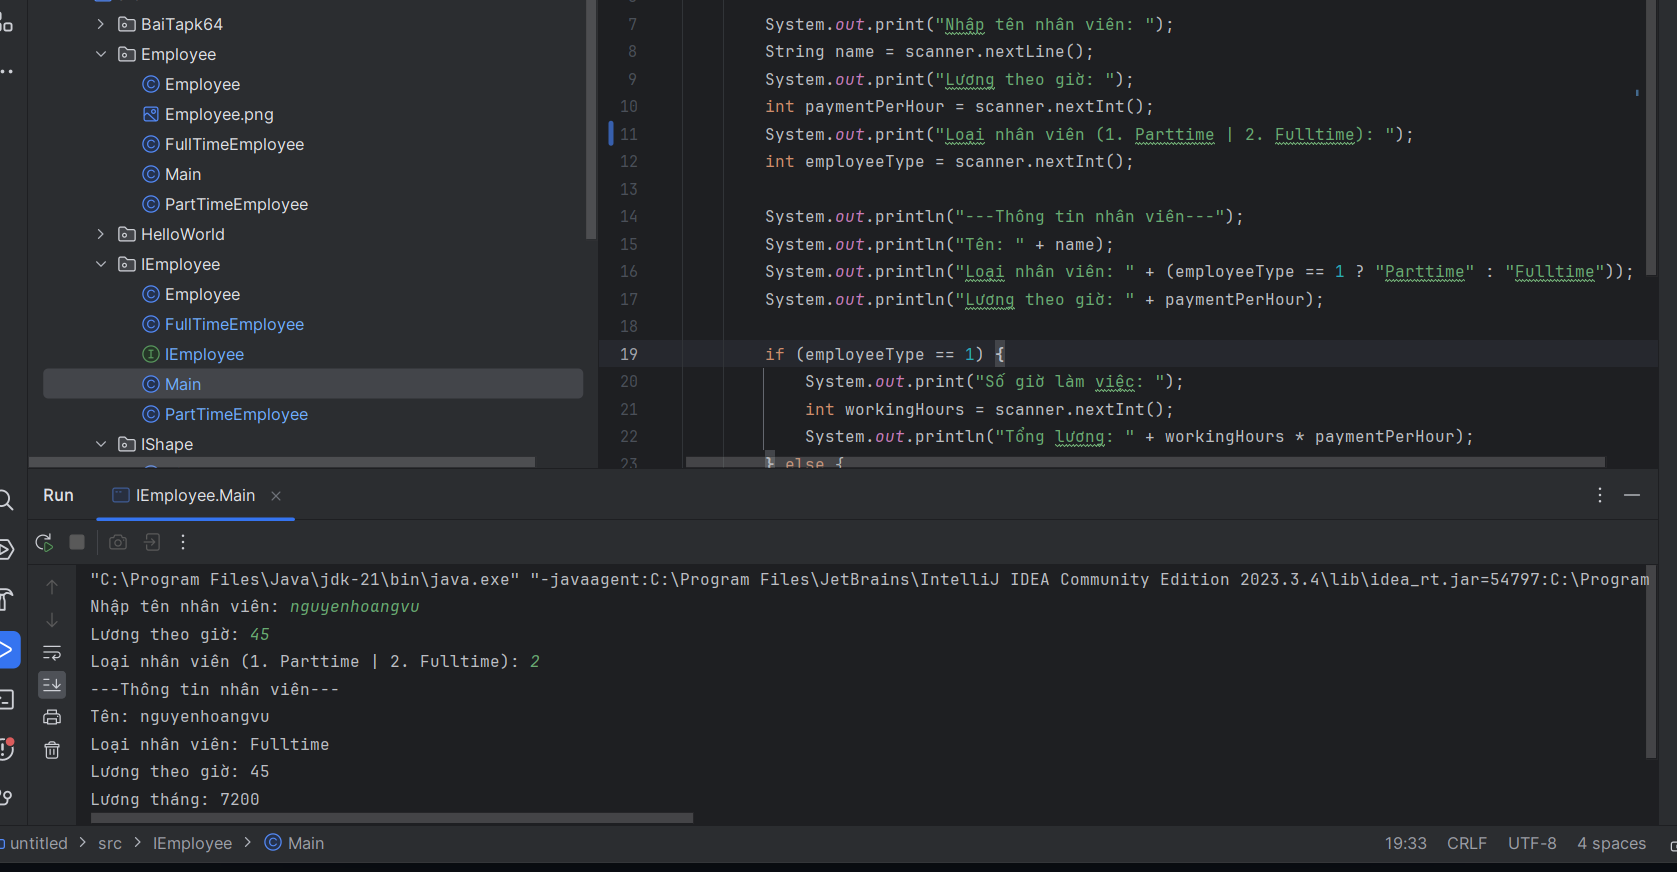 BaiTapk64
Employee
Employee
Employee.png
FullTimeEmployee
Main
PartTimeEmployee
HelloWorld
IEmployee
Employee
FullTimeEmployee
IEmployee
Main
PartTimeEmployee
IShape
7 System.out.print("Nhập tên nhân viên: ");
8 String name = scanner.nextLine();
9 System.out.print("Lương theo giờ: ");
10 int paymentPerHour = scanner.nextInt();
11 System.out.print("Loại nhân viên (1. Parttime | 2. Fulltime): ");
12 int employeeType = scanner.nextInt();
13
14 System.out.println("---Thông tin nhân viên---");
15 System.out.println("Tên: " + name);
16 System.out.println("Loại nhân viên: " + (employeeType == 1 ? "Parttime" : "Fulltime"));
17 System.out.println("Lương theo giờ: " + paymentPerHour);
18
19 if (employeeType == 1) {
20 System.out.print("Số giờ làm việc: ");
21 int workingHours = scanner.nextInt();
22 System.out.println("Tổng lương: " + workingHours * paymentPerHour);
23 } else {
Run IEmployee.Main
"C:\Program Files\Java\jdk-21\bin\java.exe" "-javaagent:C:\Program Files\JetBrains\IntelliJ IDEA Community Edition 2023.3.4\lib\idea_rt.jar=54797:C:\Program
Nhập tên nhân viên: nguyenhoangvu
Lương theo giờ: 45
Loại nhân viên (1. Parttime | 2. Fulltime): 2
---Thông tin nhân viên---
Tên: nguyenhoangvu
Loại nhân viên: Fulltime
Lương theo giờ: 45
Lương tháng: 7200
untitled > src > IEmployee > Main 19:33 CRLF UTF-8 4 spaces